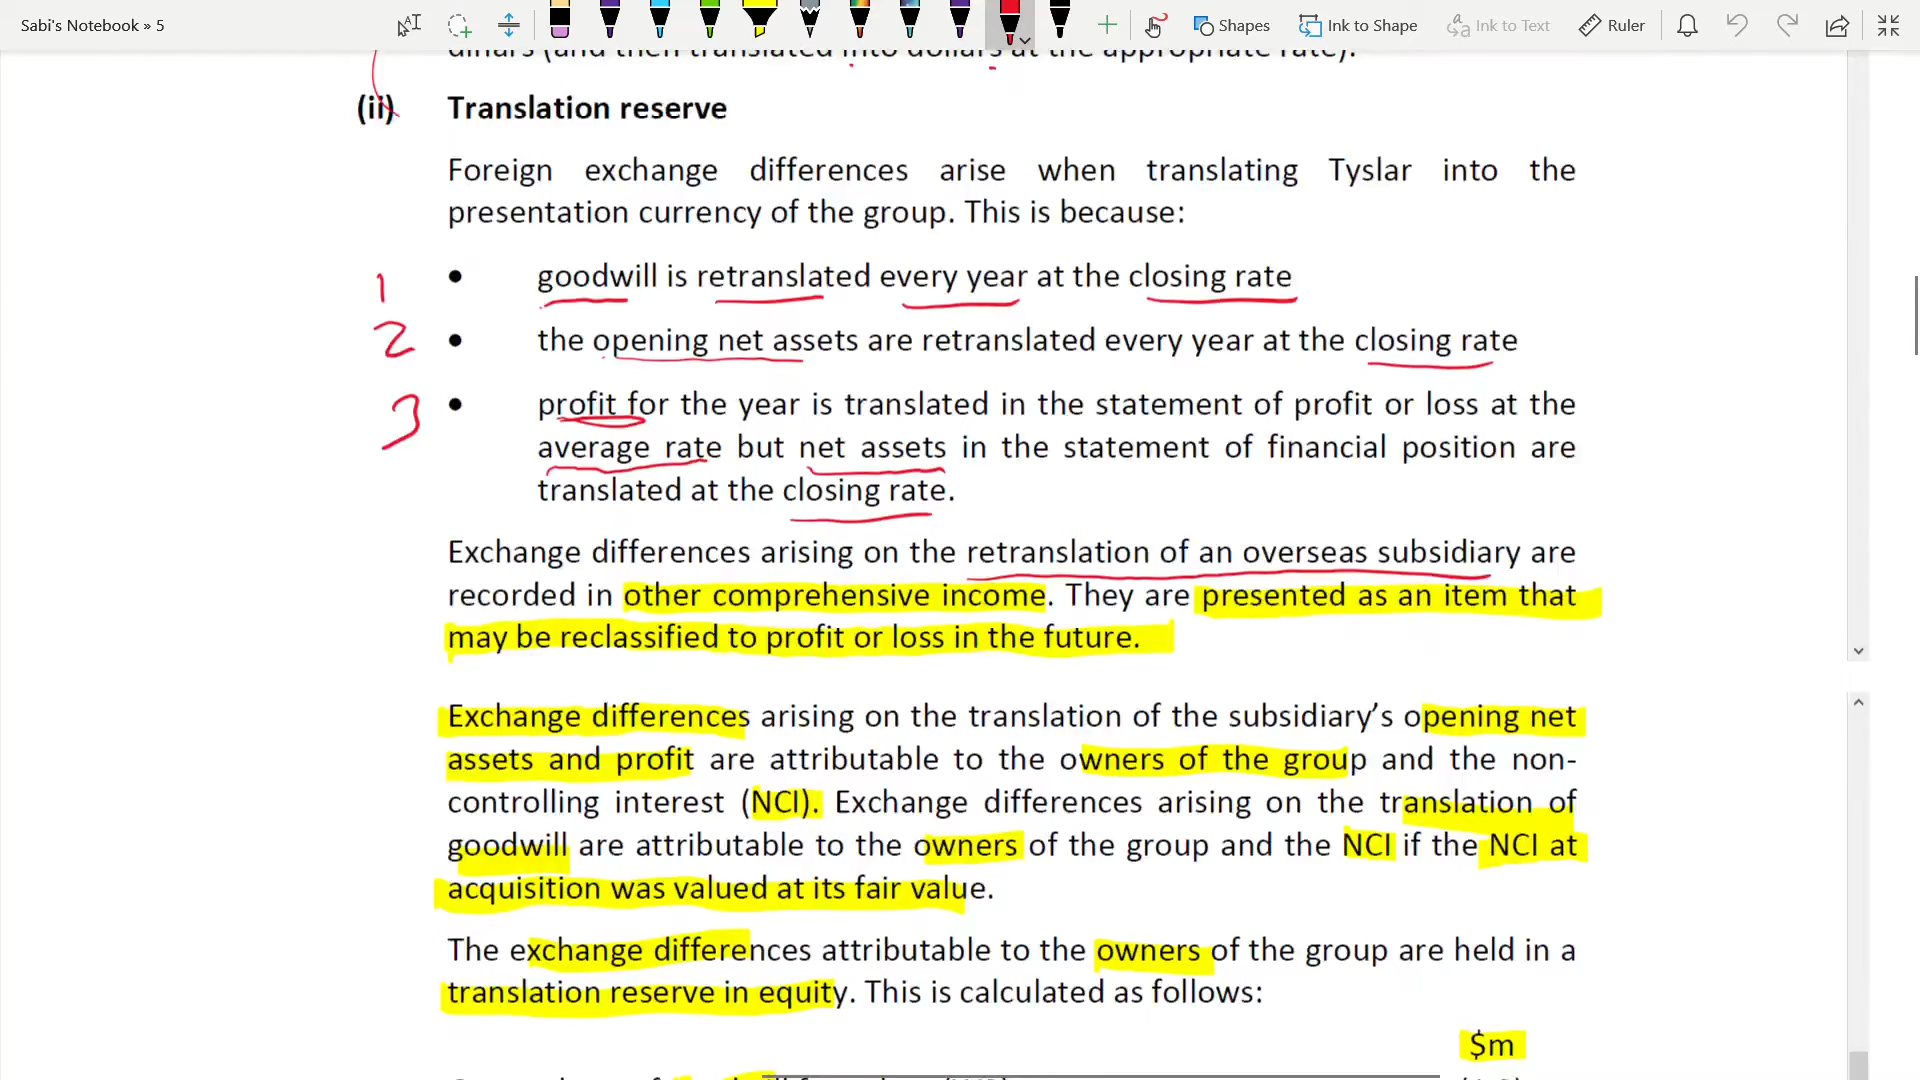 Sabi's Notebook » 5
Shapes
Ink to Shape
Ink to Text
Ruler
dinars (and then translated into dollars at the appropriate rate).
(ii) Translation reserve
Foreign exchange differences arise when translating Tyslar into the
presentation currency of the group. This is because:
1 • goodwill is retranslated every year at the closing rate
2 • the opening net assets are retranslated every year at the closing rate
3 • profit for the year is translated in the statement of profit or loss at the
average rate but net assets in the statement of financial position are
translated at the closing rate.
Exchange differences arising on the retranslation of an overseas subsidiary are
recorded in other comprehensive income. They are presented as an item that
may be reclassified to profit or loss in the future.
Exchange differences arising on the translation of the subsidiary's opening net
assets and profit are attributable to the owners of the group and the non-
controlling interest (NCI). Exchange differences arising on the translation of
goodwill are attributable to the owners of the group and the NCI if the NCI at
acquisition was valued at its fair value.
The exchange differences attributable to the owners of the group are held in a
translation reserve in equity. This is calculated as follows:
$m